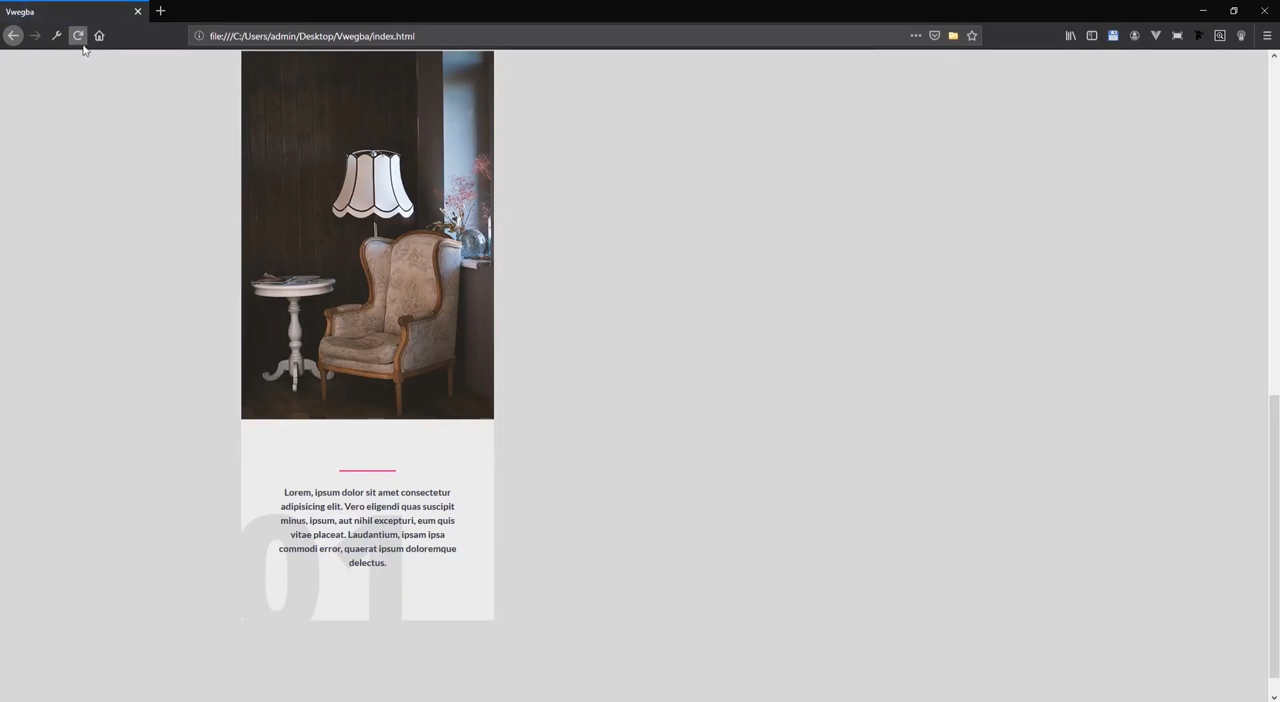 Vwegba
file:///C:/Users/admin/Desktop/Vwegba/index.html
Lorem, ipsum dolor sit amet consectetur
adipisicing elit. Vero eligendi quas suscipit
minus, ipsum, aut nihil excepturi, eum quis
vitae placeat. Laudantium, ipsam ipsa
commodi error, quaerat ipsum doloremque
delectus.
01